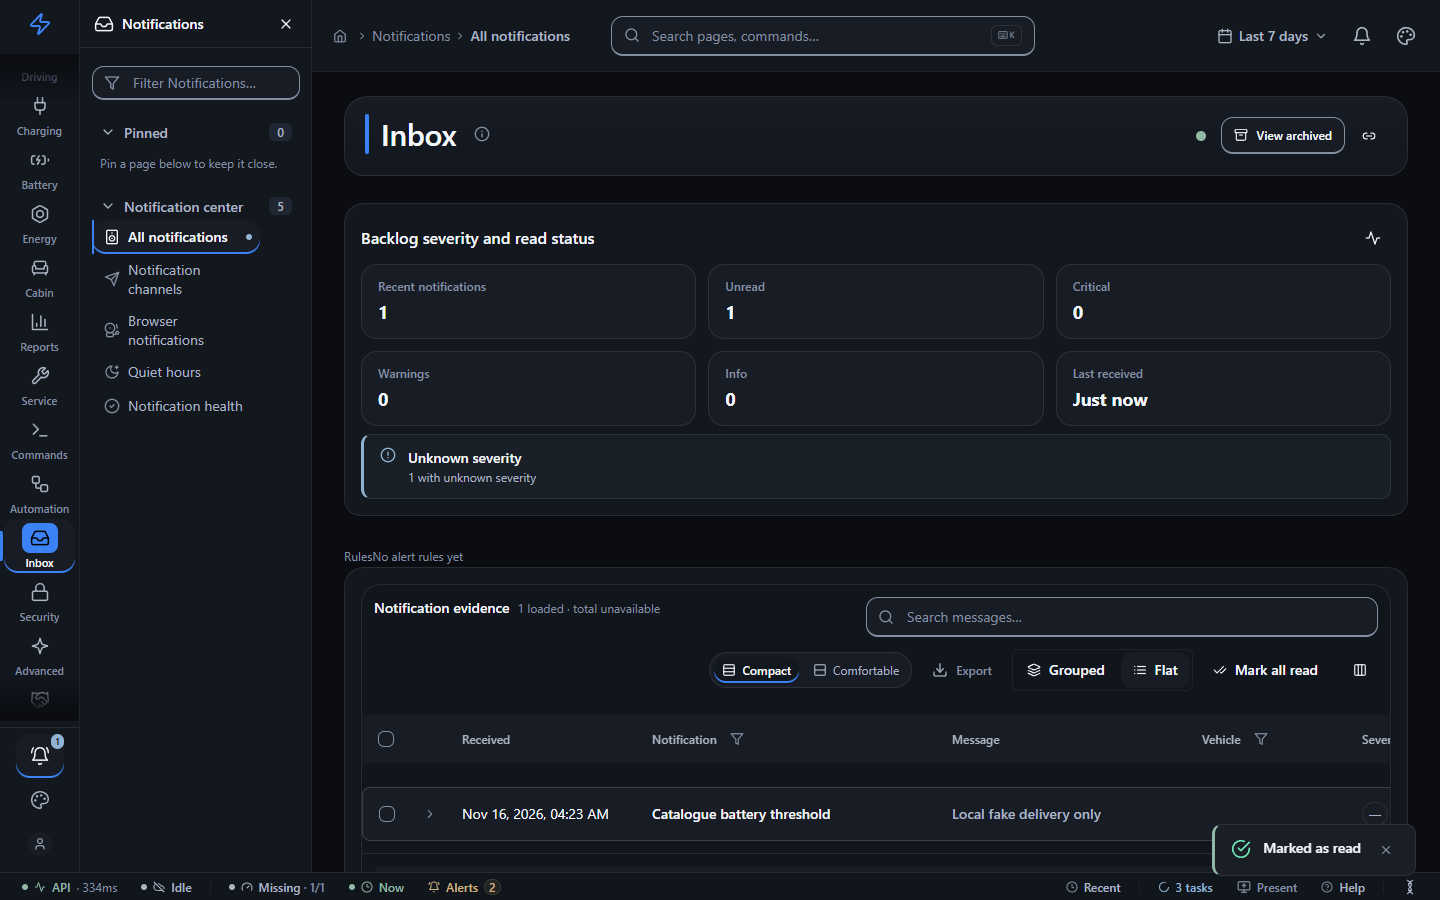 Driving
Charging
Battery
Energy
Cabin
Reports
Service
Commands
Automation
Inbox
Security
Advanced
1
Notifications
Filter Notifications...
Pinned 0
Pin a page below to keep it close.
Notification center 5
All notifications
Notification
channels
Browser
notifications
Quiet hours
Notification health
Notifications All notifications
Search pages, commands...
K
Last 7 days
Inbox
View archived
Backlog severity and read status
Recent notifications
1
Unread
1
Critical
0
Warnings
0
Info
0
Last received
Just now
Unknown severity
1 with unknown severity
RulesNo alert rules yet
Notification evidence 1 loaded · total unavailable
Search messages...
Compact Comfortable Export Grouped Flat Mark all read
Received Notification Message Vehicle Sever
Nov 16, 2026, 04:23 AM Catalogue battery threshold Local fake delivery only —
Marked as read
API · 334ms Idle Missing · 1/1 Now Alerts 2 Recent 3 tasks Present Help